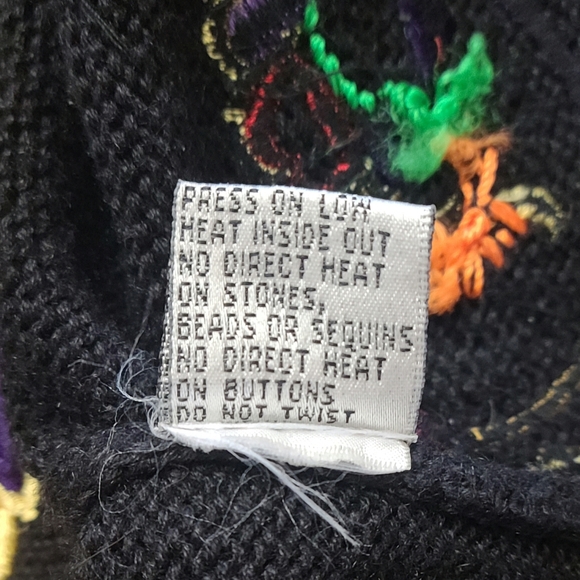 PRESS ON LOW
HEAT INSIDE OUT
NO DIRECT HEAT
ON STONES,
BEADS OR SEQUINS
NO DIRECT HEAT
ON BUTTONS
DO NOT TWIST